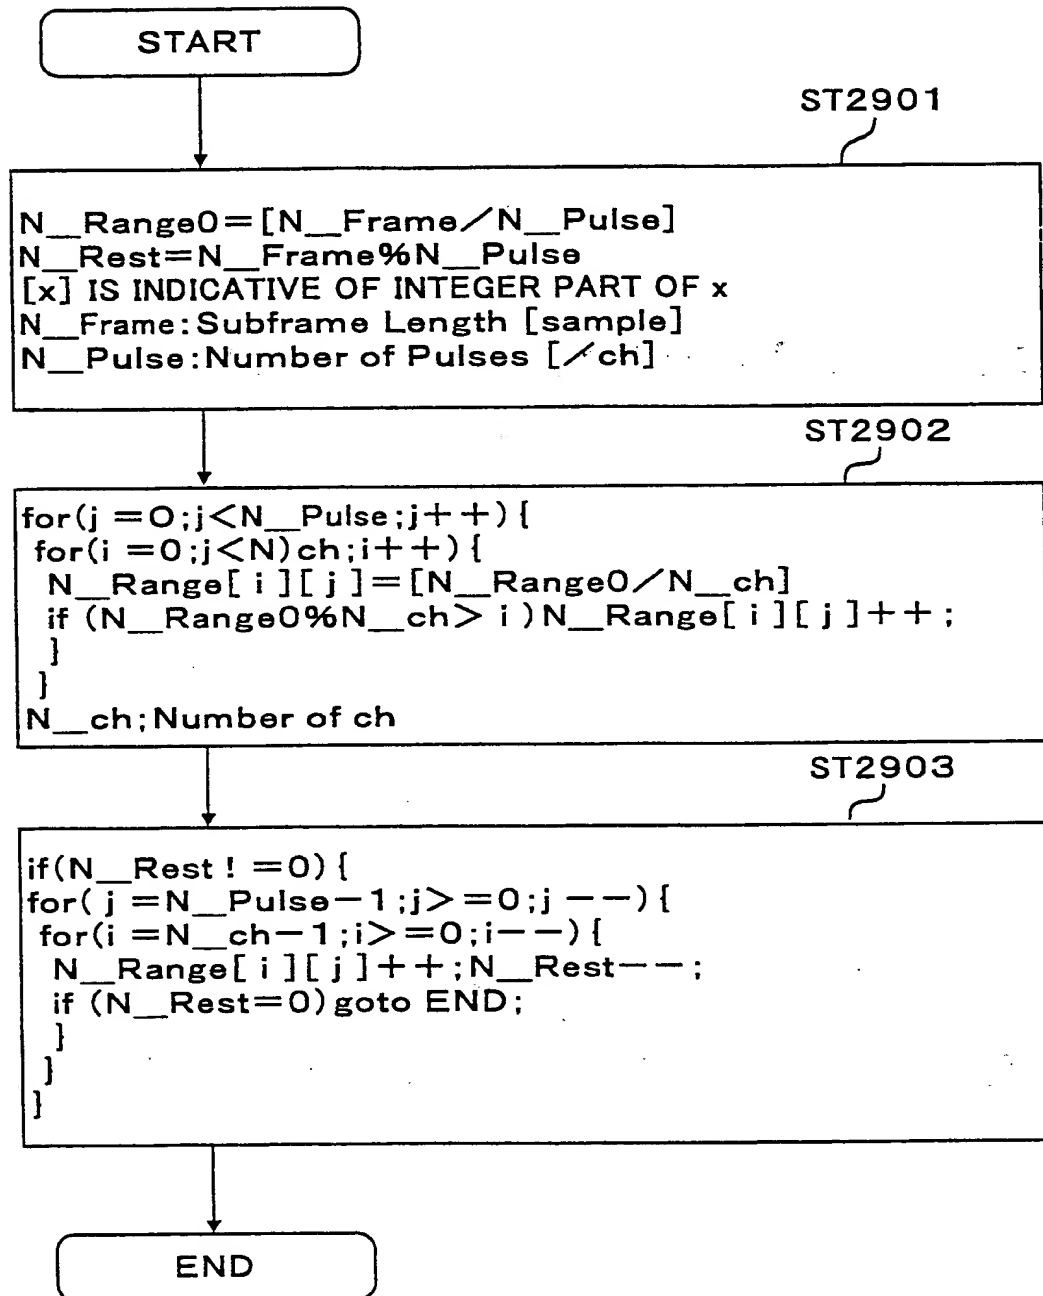 START
ST2901
N__Range0=[N__Frame/N__Pulse]
N__Rest=N__Frame%N__Pulse
[x] IS INDICATIVE OF INTEGER PART OF x
N__Frame:Subframe Length [sample]
N__Pulse:Number of Pulses [/ch]
ST2902
for(j =0;j<N__Pulse;j++){
for(i =0;j<N)ch;i++){
N__Range[ i ][ j ]=[N__Range0/N__ch]
if (N__Range0%N__ch> i )N__Range[ i ][ j ]++;
}
}
N__ch;Number of ch
ST2903
if(N__Rest! =0){
for( j =N__Pulse-1;j>=0;j --){
for(i =N__ch-1;i>=0;i--){
N__Range[ i ][ j ]++;N__Rest--;
if (N__Rest=0)goto END;
}
}
}
END